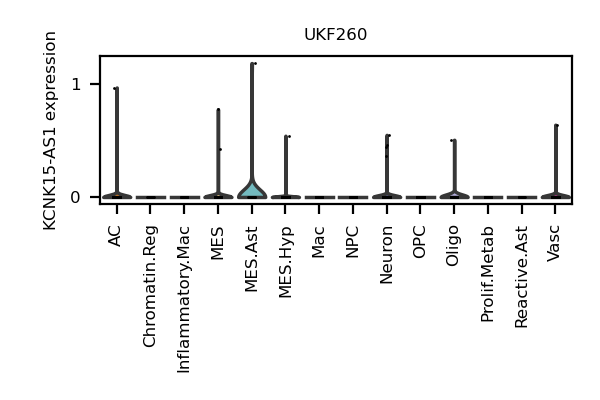 UKF260
KCNK15-AS1 expression
1
0
AC
Chromatin.Reg
Inflammatory.Mac
MES
MES.Ast
MES.Hyp
Mac
NPC
Neuron
OPC
Oligo
Prolif.Metab
Reactive.Ast
Vasc